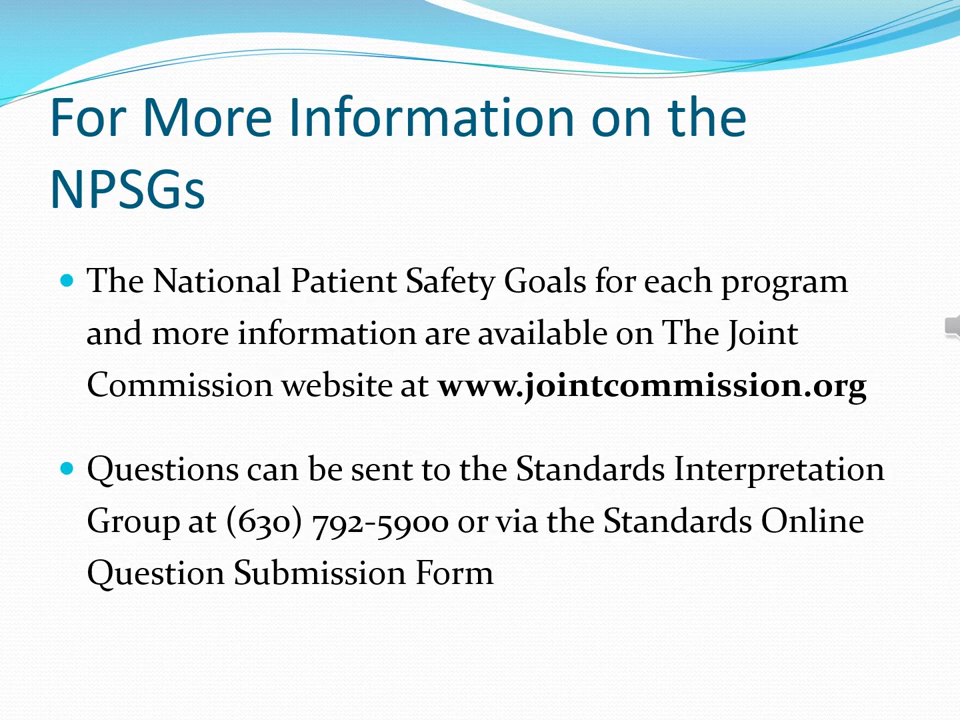 For More Information on the
NPSGs
• The National Patient Safety Goals for each program
and more information are available on The Joint
Commission website at www.jointcommission.org
• Questions can be sent to the Standards Interpretation
Group at (630) 792-5900 or via the Standards Online
Question Submission Form